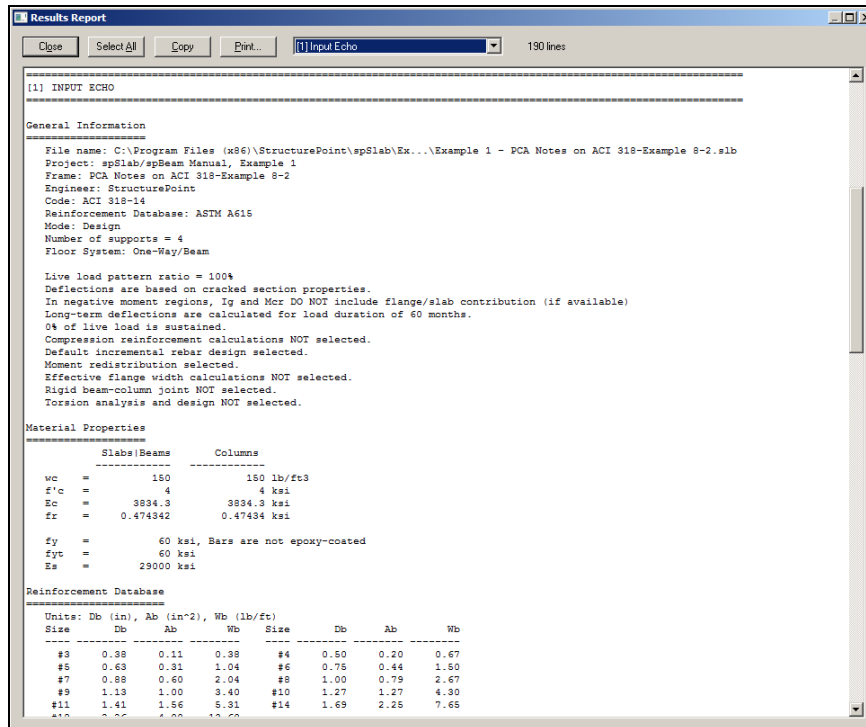 Results Report
Close Select All Copy Print... [1] Input Echo 190 lines
==========================================================================================
[1] INPUT ECHO
==========================================================================================
General Information
===================
File name: C:\Program Files (x86)\StructurePoint\spSlab\Ex...\Example 1 - PCA Notes on ACI 318-Example 8-2.slb
Project: spSlab/spBeam Manual, Example 1
Frame: PCA Notes on ACI 318-Example 8-2
Engineer: StructurePoint
Code: ACI 318-14
Reinforcement Database: ASTM A615
Mode: Design
Number of supports = 4
Floor System: One-Way/Beam
Live load pattern ratio = 100%
Deflections are based on cracked section properties.
In negative moment regions, Ig and Mcr DO NOT include flange/slab contribution (if available)
Long-term deflections are calculated for load duration of 60 months.
0% of live load is sustained.
Compression reinforcement calculations NOT selected.
Default incremental rebar design selected.
Moment redistribution selected.
Effective flange width calculations NOT selected.
Rigid beam-column joint NOT selected.
Torsion analysis and design NOT selected.
Material Properties
===================
Slabs|Beams Columns
------------ ------------
wc = 150 150 lb/ft3
f'c = 4 4 ksi
Ec = 3834.3 3834.3 ksi
fr = 0.474342 0.47434 ksi
fy = 60 ksi, Bars are not epoxy-coated
fyt = 60 ksi
Es = 29000 ksi
Reinforcement Database
======================
Units: Db (in), Ab (in^2), Wb (lb/ft)
Size Db Ab Wb Size Db Ab Wb
---- -------- -------- -------- ---- -------- -------- --------
#3 0.38 0.11 0.38 #4 0.50 0.20 0.67
#5 0.63 0.31 1.04 #6 0.75 0.44 1.50
#7 0.88 0.60 2.04 #8 1.00 0.79 2.67
#9 1.13 1.00 3.40 #10 1.27 1.27 4.30
#11 1.41 1.56 5.31 #14 1.69 2.25 7.65